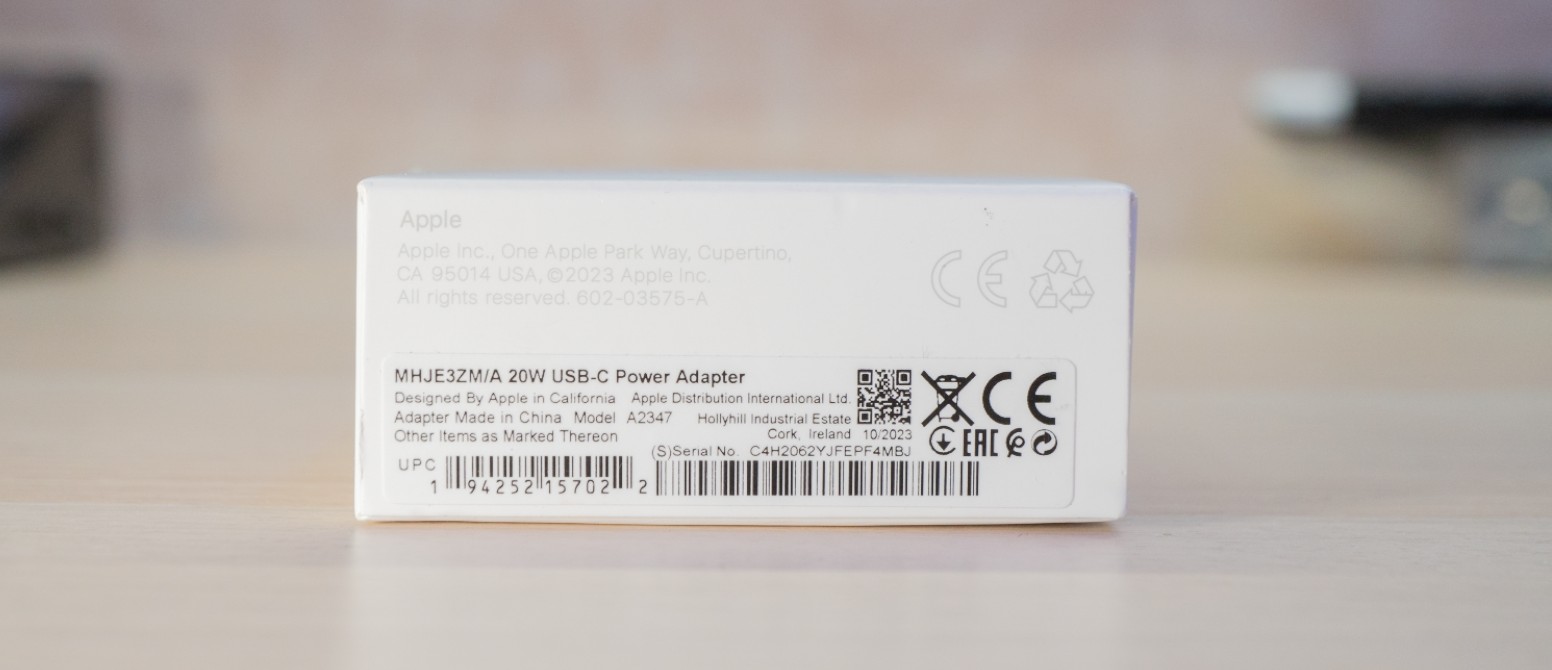 Apple
Apple Inc., One Apple Park Way, Cupertino,
CA 95014 USA, ©2023 Apple Inc.
All rights reserved. 602-03575-A
CE
MHJE3ZM/A 20W USB-C Power Adapter
Designed By Apple in California Apple Distribution International Ltd.
Adapter Made in China Model A2347 Hollyhill Industrial Estate
Other Items as Marked Thereon Cork, Ireland 10/2023
CE
EAC
(S)Serial No. C4H2062YJFEPF4MBJ
UPC
1 94252 15702 2